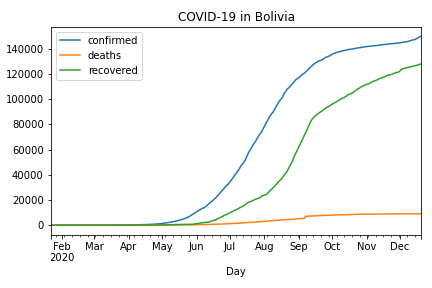 COVID-19 in Bolivia
confirmed
deaths
recovered
140000
120000
100000
80000
60000
40000
20000
0
Feb Mar Apr May Jun Jul Aug Sep Oct Nov Dec
2020
Day